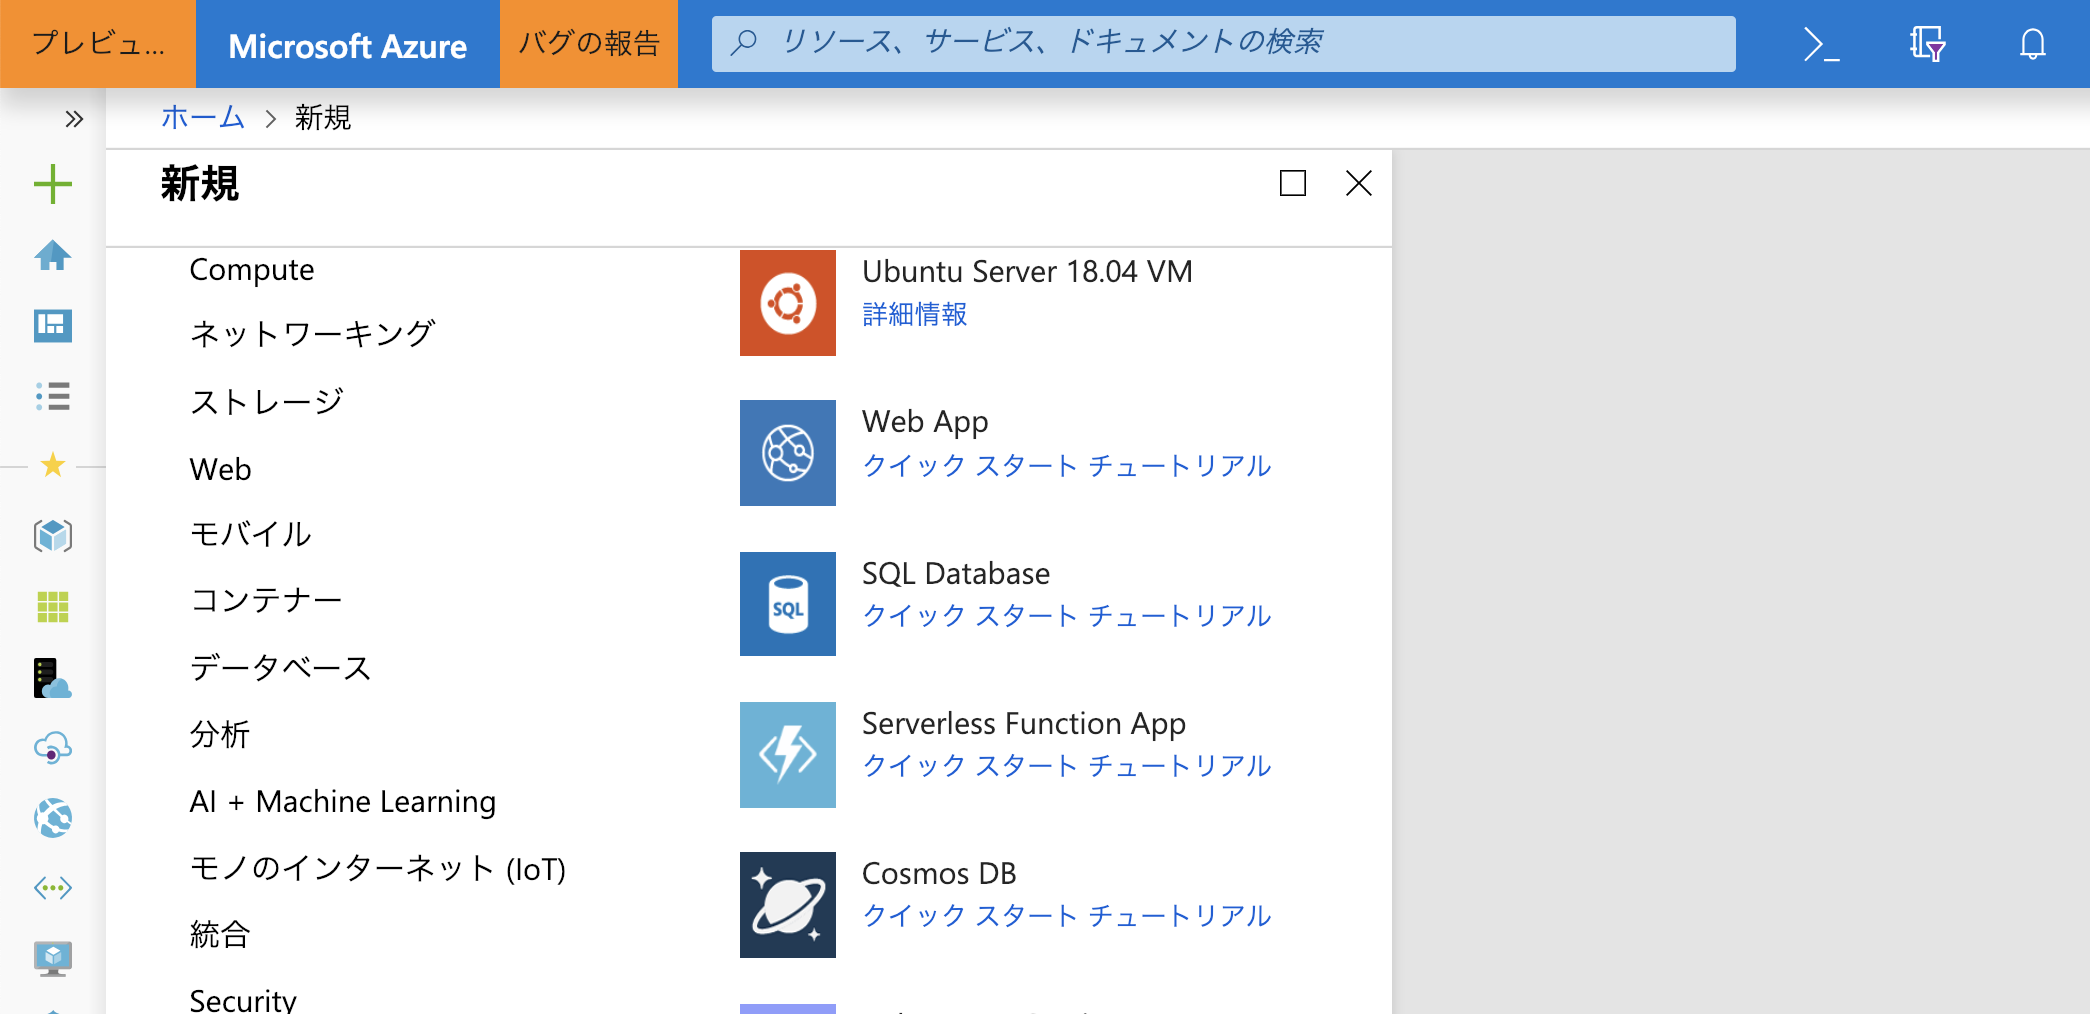 プレビュ...
Microsoft Azure
バグの報告
リソース、サービス、ドキュメントの検索
ホーム > 新規
新規
Compute
ネットワーキング
ストレージ
Web
モバイル
コンテナー
データベース
分析
AI + Machine Learning
モノのインターネット (IoT)
統合
Security
Ubuntu Server 18.04 VM
詳細情報
Web App
クイック スタート チュートリアル
SQL
SQL Database
クイック スタート チュートリアル
Serverless Function App
クイック スタート チュートリアル
Cosmos DB
クイック スタート チュートリアル